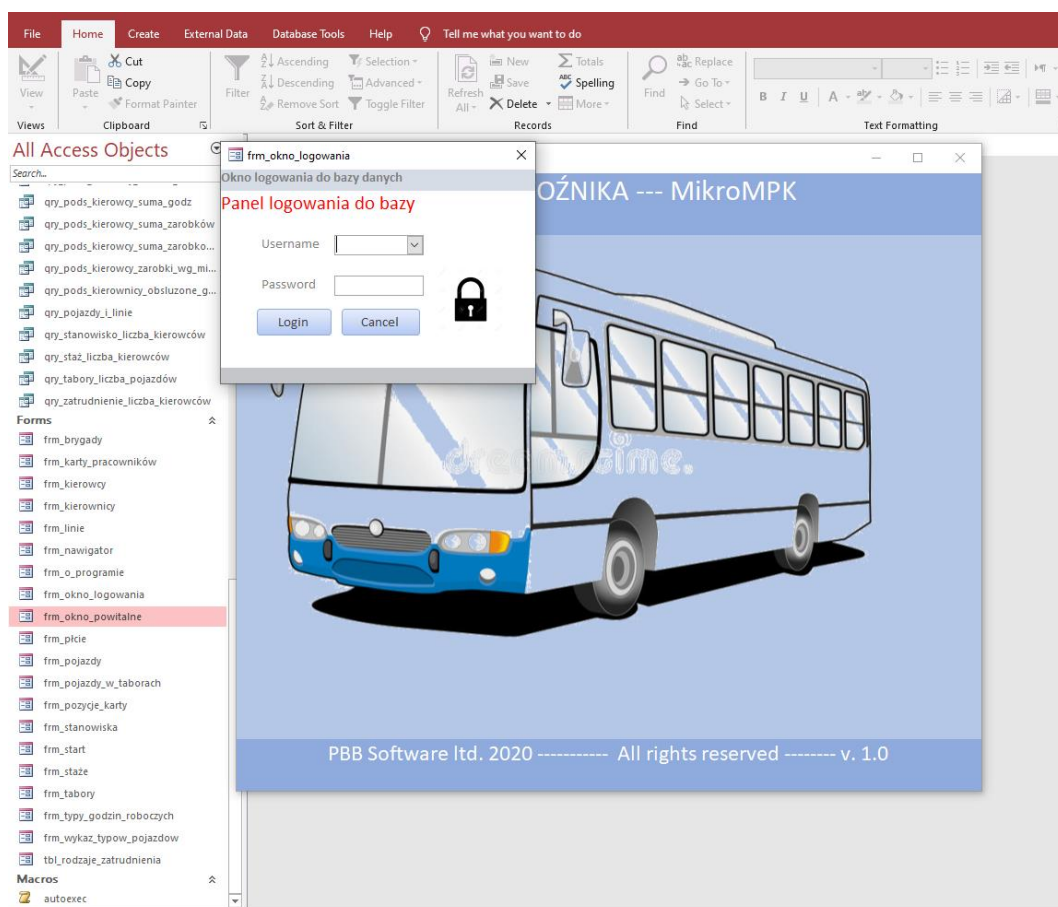 File Home Create External Data Database Tools Help Tell me what you want to do
View
Paste
Cut
Copy
Format Painter
Filter
Ascending
Descending
Remove Sort
Selection
Advanced
Toggle Filter
Refresh All
New
Save
Delete
Totals
Spelling
More
Find
Replace
Go To
Select
B I U A
Views Clipboard Sort & Filter Records Find Text Formatting
All Access Objects
Search...
qry_pods_kierowcy_suma_godz
qry_pods_kierowcy_suma_zarobków
qry_pods_kierowcy_suma_zarobko...
qry_pods_kierowcy_zarobki_wg_mi...
qry_pods_kierownicy_obsluzone_g...
qry_pojazdy_i_linie
qry_stanowisko_liczba_kierowców
qry_staż_liczba_kierowców
qry_tabory_liczba_pojazdów
qry_zatrudnienie_liczba_kierowców
Forms
frm_brygady
frm_karty_pracowników
frm_kierowcy
frm_kierownicy
frm_linie
frm_nawigator
frm_o_programie
frm_okno_logowania
frm_okno_powitalne
frm_płcie
frm_pojazdy
frm_pojazdy_w_taborach
frm_pozycje_karty
frm_stanowiska
frm_start
frm_staże
frm_tabory
frm_typy_godzin_roboczych
frm_wykaz_typow_pojazdow
tbl_rodzaje_zatrudnienia
Macros
autoexec
frm_okno_logowania
Okno logowania do bazy danych
Panel logowania do bazy
Username
Password
Login Cancel
OŹNIKA --- MikroMPK
dreamstime.
PBB Software ltd. 2020 ----------- All rights reserved -------- v. 1.0